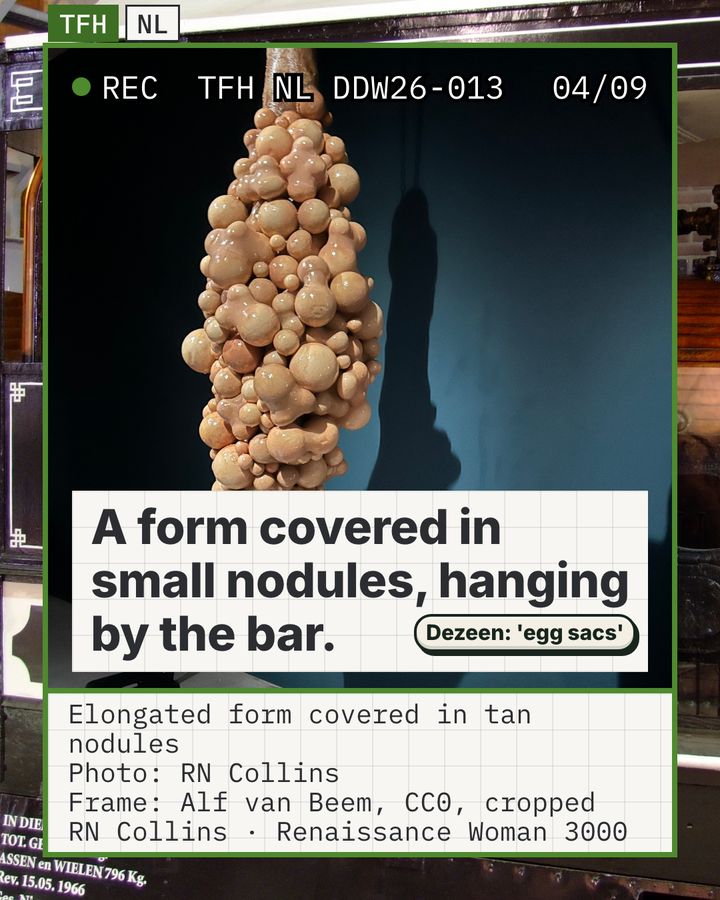 TFH NL
REC TFH NL DDW26-013 04/09
A form covered in
small nodules, hanging
by the bar.
Dezeen: 'egg sacs'
Elongated form covered in tan
nodules
Photo: RN Collins
Frame: Alf van Beem, CC0, cropped
RN Collins · Renaissance Woman 3000
IN DIE
TOT. GE
ASSEN en WIELEN 796 Kg.
Rev. 15.05. 1966